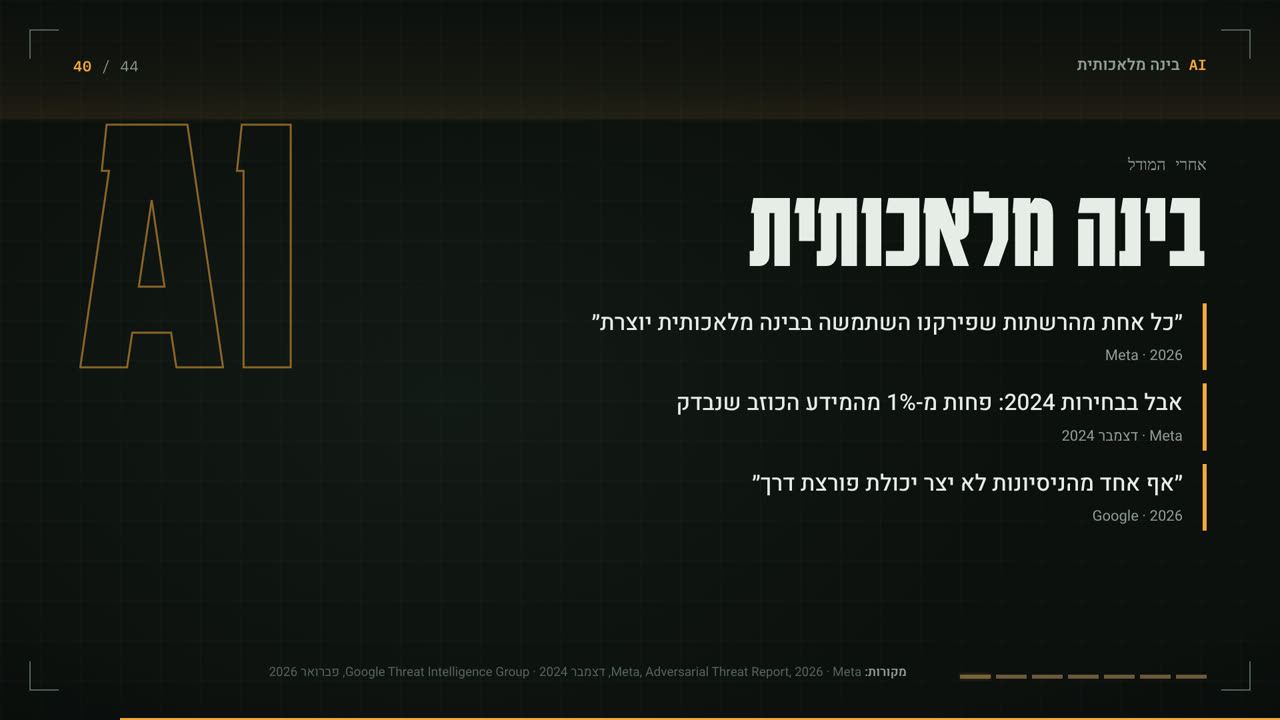 AI בינה מלאכותית
40 / 44
AI
אחרי המודל
בינה מלאכותית
״כל אחת מהרשתות שפירקנו השתמשה בבינה מלאכותית יוצרת״
Meta · 2026
אבל בבחירות 2024: פחות מ-1% מהמידע הכוזב שנבדק
Meta · דצמבר 2024
״אף אחד מהניסיונות לא יצר יכולת פורצת דרך״
Google · 2026
מקורות: Meta, Adversarial Threat Report, 2026 · Meta, דצמבר 2024 · Google Threat Intelligence Group, פברואר 2026